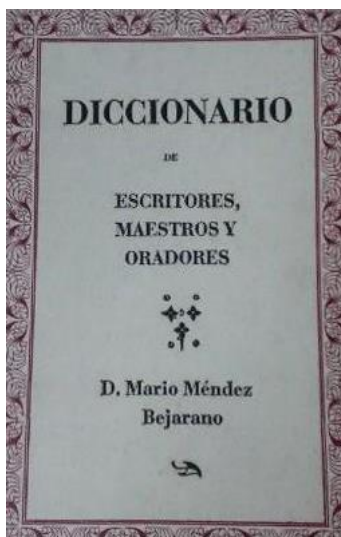 DICCIONARIO
DE
ESCRITORES,
MAESTROS Y
ORADORES
D. Mario Méndez
Bejarano